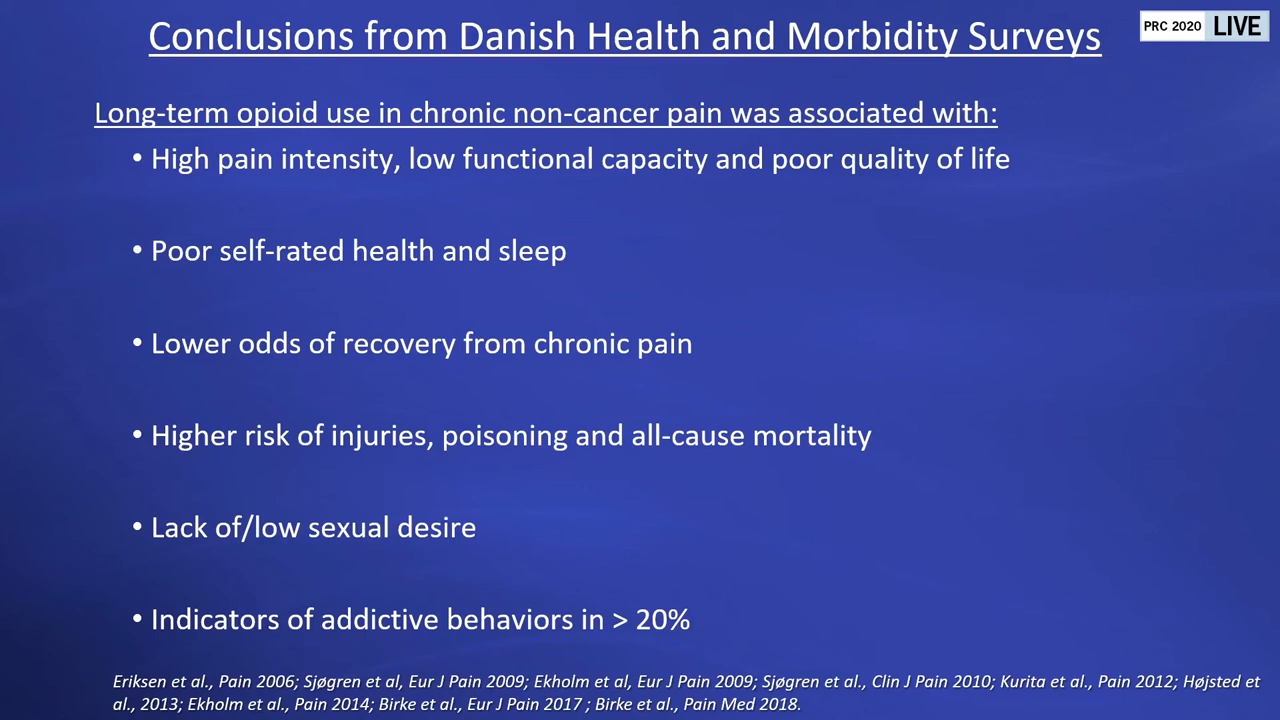 Conclusions from Danish Health and Morbidity Surveys
PRC 2020 LIVE
Long-term opioid use in chronic non-cancer pain was associated with:
• High pain intensity, low functional capacity and poor quality of life
• Poor self-rated health and sleep
• Lower odds of recovery from chronic pain
• Higher risk of injuries, poisoning and all-cause mortality
• Lack of/low sexual desire
• Indicators of addictive behaviors in > 20%
Eriksen et al., Pain 2006; Sjøgren et al, Eur J Pain 2009; Ekholm et al, Eur J Pain 2009; Sjøgren et al., Clin J Pain 2010; Kurita et al., Pain 2012; Højsted et
al., 2013; Ekholm et al., Pain 2014; Birke et al., Eur J Pain 2017 ; Birke et al., Pain Med 2018.